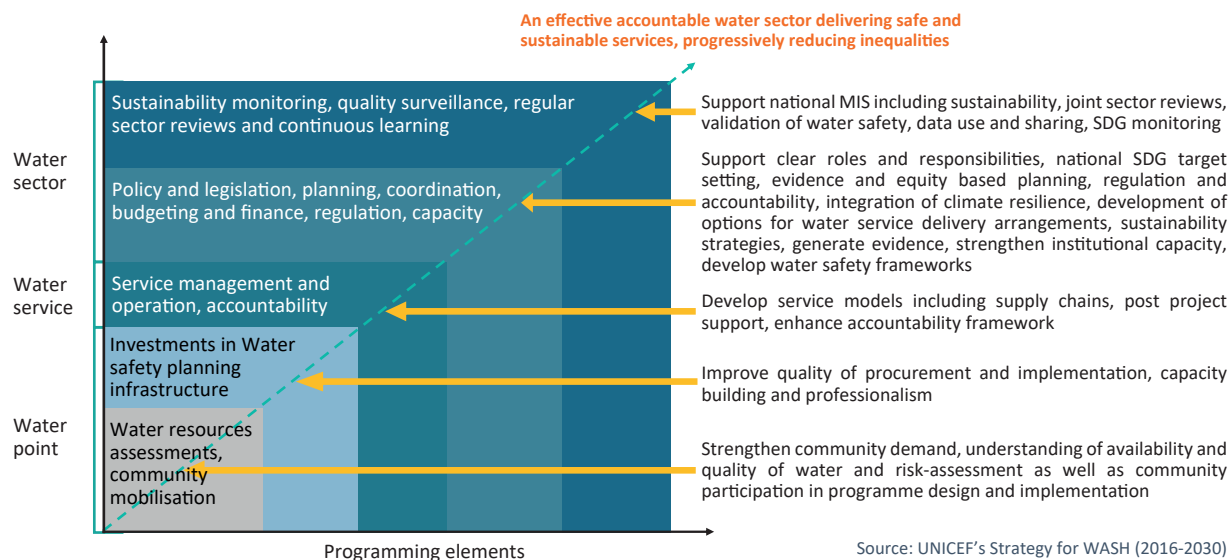 An effective accountable water sector delivering safe and
sustainable services, progressively reducing inequalities
Water
sector
Sustainability monitoring, quality surveillance, regular
sector reviews and continuous learning
Support national MIS including sustainability, joint sector reviews,
validation of water safety, data use and sharing, SDG monitoring
Policy and legislation, planning, coordination,
budgeting and finance, regulation, capacity
Support clear roles and responsibilities, national SDG target
setting, evidence and equity based planning, regulation and
accountability, integration of climate resilience, development of
options for water service delivery arrangements, sustainability
strategies, generate evidence, strengthen institutional capacity,
develop water safety frameworks
Water
service
Service management and
operation, accountability
Develop service models including supply chains, post project
support, enhance accountability framework
Water
point
Investments in Water
safety planning
infrastructure
Improve quality of procurement and implementation, capacity
building and professionalism
Water resources
assessments,
community
mobilisation
Strengthen community demand, understanding of availability and
quality of water and risk-assessment as well as community
participation in programme design and implementation
Programming elements
Source: UNICEF's Strategy for WASH (2016-2030)